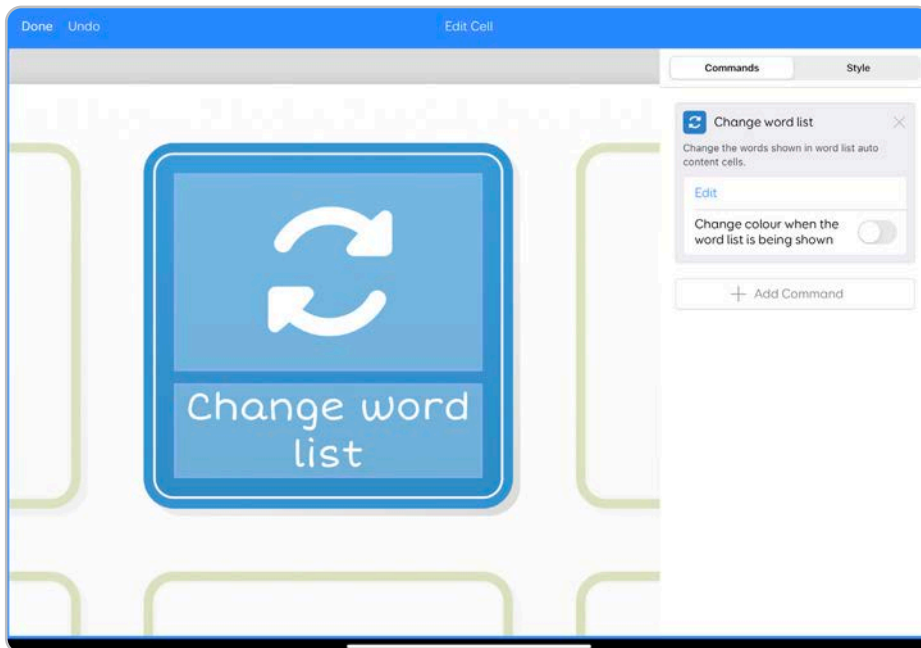 Done Undo
Edit Cell
Commands
Style
Change word list
Change the words shown in word list auto
content cells.
Edit
Change colour when the
word list is being shown
Add Command
Change word
list